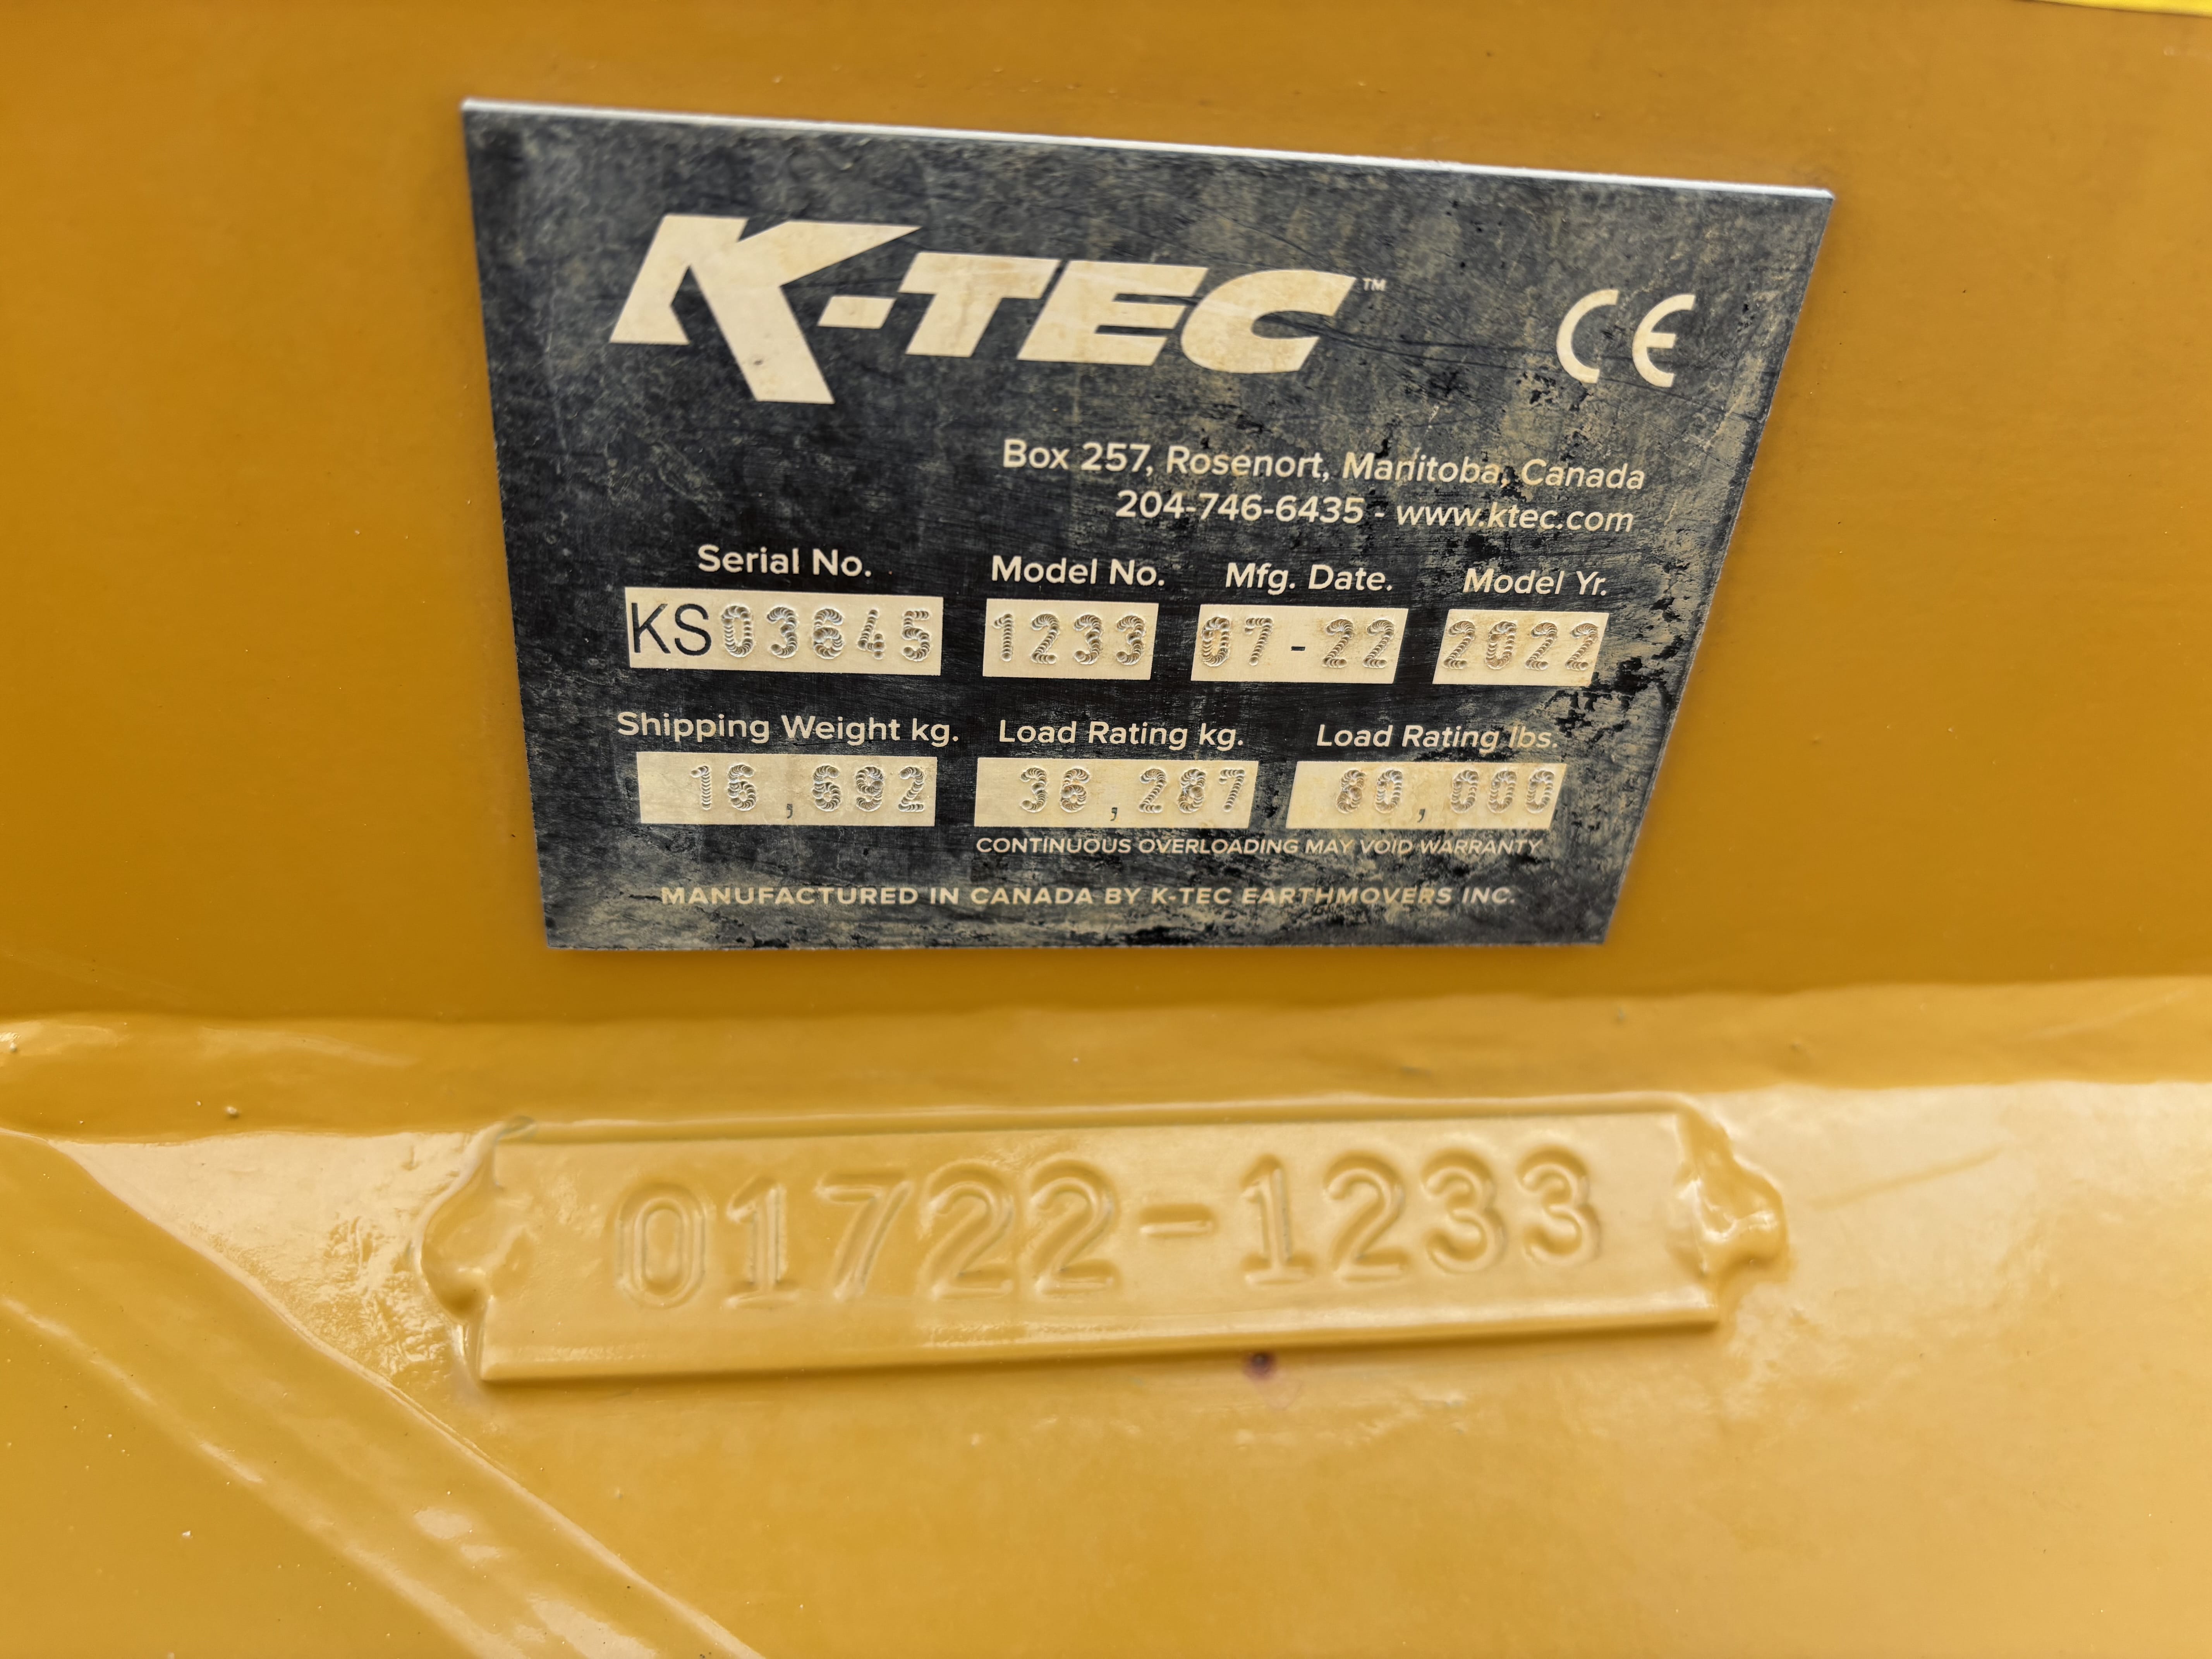 K-TEC™
CE
Box 257, Rosenort, Manitoba, Canada
204-746-6435 - www.ktec.com
Serial No. Model No. Mfg. Date. Model Yr.
KS03645 1233 07-22 2022
Shipping Weight kg. Load Rating kg. Load Rating lbs.
16,692 36,287 80,000
CONTINUOUS OVERLOADING MAY VOID WARRANTY
MANUFACTURED IN CANADA BY K-TEC EARTHMOVERS INC.
01722-1233